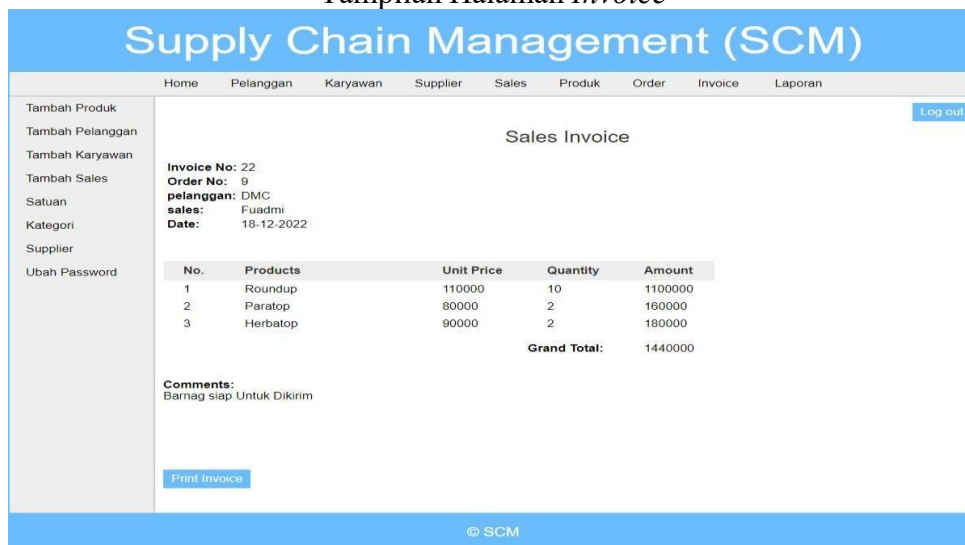 Tampilan Halaman Invoice
Supply Chain Management (SCM)
Home Pelanggan Karyawan Supplier Sales Produk Order Invoice Laporan
Log out
Tambah Produk
Tambah Pelanggan
Tambah Karyawan
Tambah Sales
Satuan
Kategori
Supplier
Ubah Password
Sales Invoice
Invoice No: 22
Order No: 9
pelanggan: DMC
sales: Fuadmi
Date: 18-12-2022
No. Products Unit Price Quantity Amount
1 Roundup 110000 10 1100000
2 Paratop 80000 2 160000
3 Herbatop 90000 2 180000
Grand Total: 1440000
Comments:
Barnag siap Untuk Dikirim
Print Invoice
© SCM